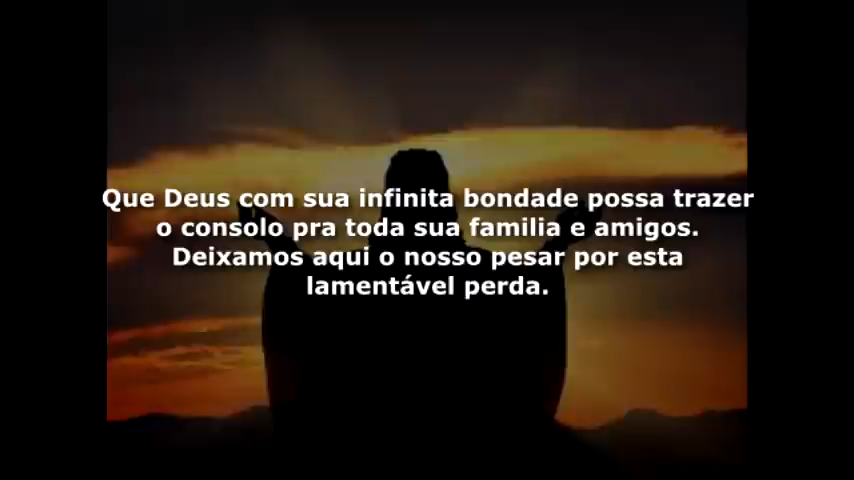 Que Deus com sua infinita bondade possa trazer
o consolo pra toda sua familia e amigos.
Deixamos aqui o nosso pesar por esta
lamentável perda.